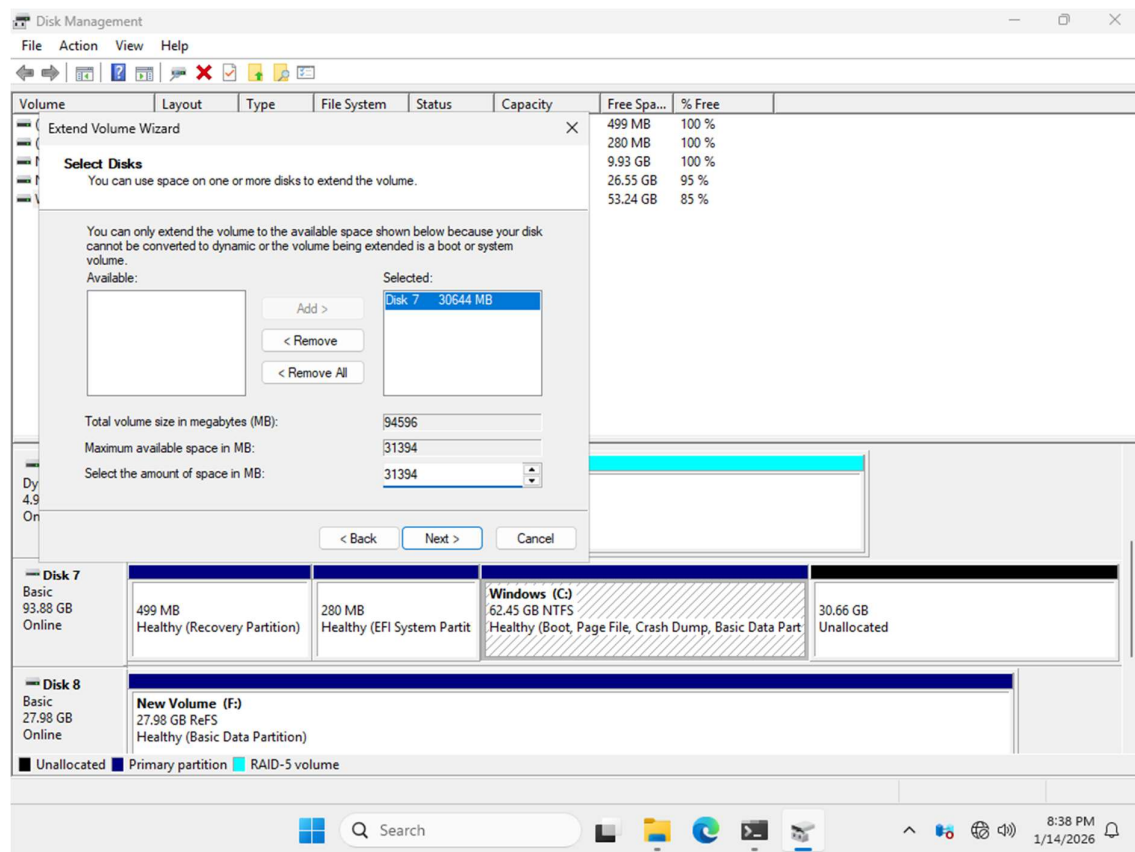 Disk Management
File Action View Help
Volume Layout Type File System Status Capacity Free Spa... % Free
499 MB 100 %
280 MB 100 %
9.93 GB 100 %
26.55 GB 95 %
53.24 GB 85 %
Extend Volume Wizard
Select Disks
You can use space on one or more disks to extend the volume.
You can only extend the volume to the available space shown below because your disk
cannot be converted to dynamic or the volume being extended is a boot or system
volume.
Available: Selected:
Disk 7 30644 MB
Add >
< Remove
< Remove All
Total volume size in megabytes (MB): 94596
Maximum available space in MB: 31394
Select the amount of space in MB: 31394
< Back Next > Cancel
Dy
4.9
On
Disk 7
Basic
93.88 GB
Online
499 MB
Healthy (Recovery Partition)
280 MB
Healthy (EFI System Partit
Windows (C:)
62.45 GB NTFS
Healthy (Boot, Page File, Crash Dump, Basic Data Part
30.66 GB
Unallocated
Disk 8
Basic
27.98 GB
Online
New Volume (F:)
27.98 GB ReFS
Healthy (Basic Data Partition)
Unallocated Primary partition RAID-5 volume
Search
8:38 PM
1/14/2026